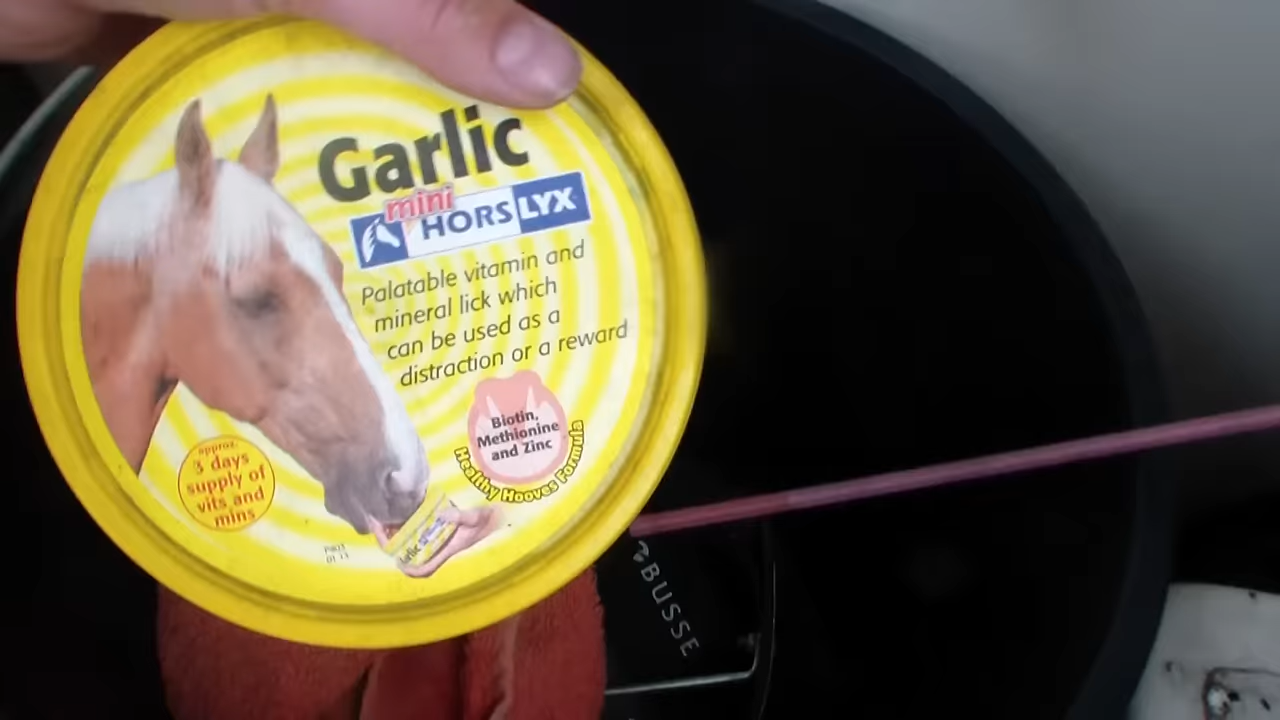 Garlic
mini
HORSLYX
Palatable vitamin and
mineral lick which
can be used as a
distraction or a reward
Biotin,
Methionine
and Zinc
Healthy Hooves Formula
approx.
3 days
supply of
vits and
mins
Garlic
BUSSE